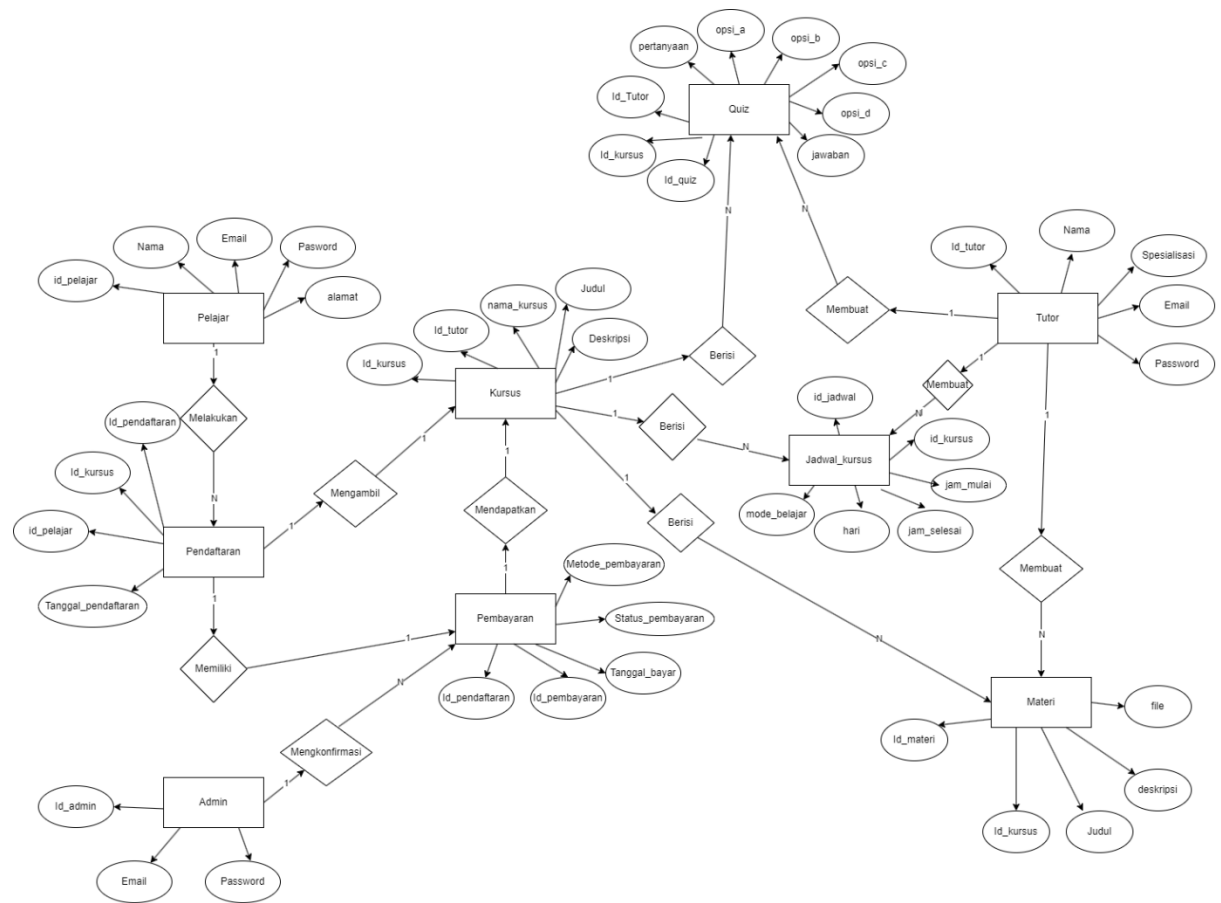 opsi_a
opsi_b
pertanyaan
opsi_c
Id_Tutor
Quiz
opsi_d
Id_kursus
jawaban
Id_quiz
N
N
Nama
Id_tutor
Spesialisasi
Email
Tutor
Password
1
Membuat
1
Membuat
N
1
Membuat
N
Email
Nama
Pasword
id_pelajar
alamat
Pelajar
1
Melakukan
N
Judul
nama_kursus
Id_tutor
Deskripsi
Id_kursus
Kursus
1
Berisi
1
Berisi
N
1
Berisi
N
id_jadwal
id_kursus
Jadwal_kursus
jam_mulai
mode_belajar
hari
jam_selesai
Id_pendaftaran
Id_kursus
id_pelajar
Pendaftaran
Tanggal_pendaftaran
1
Mengambil
1
1
Mendapatkan
1
1
Memiliki
1
Metode_pembayaran
Pembayaran
Status_pembayaran
Tanggal_bayar
Id_pendaftaran
Id_pembayaran
N
Mengkonfirmasi
1
Id_admin
Admin
Email
Password
Materi
file
Id_materi
deskripsi
Id_kursus
Judul